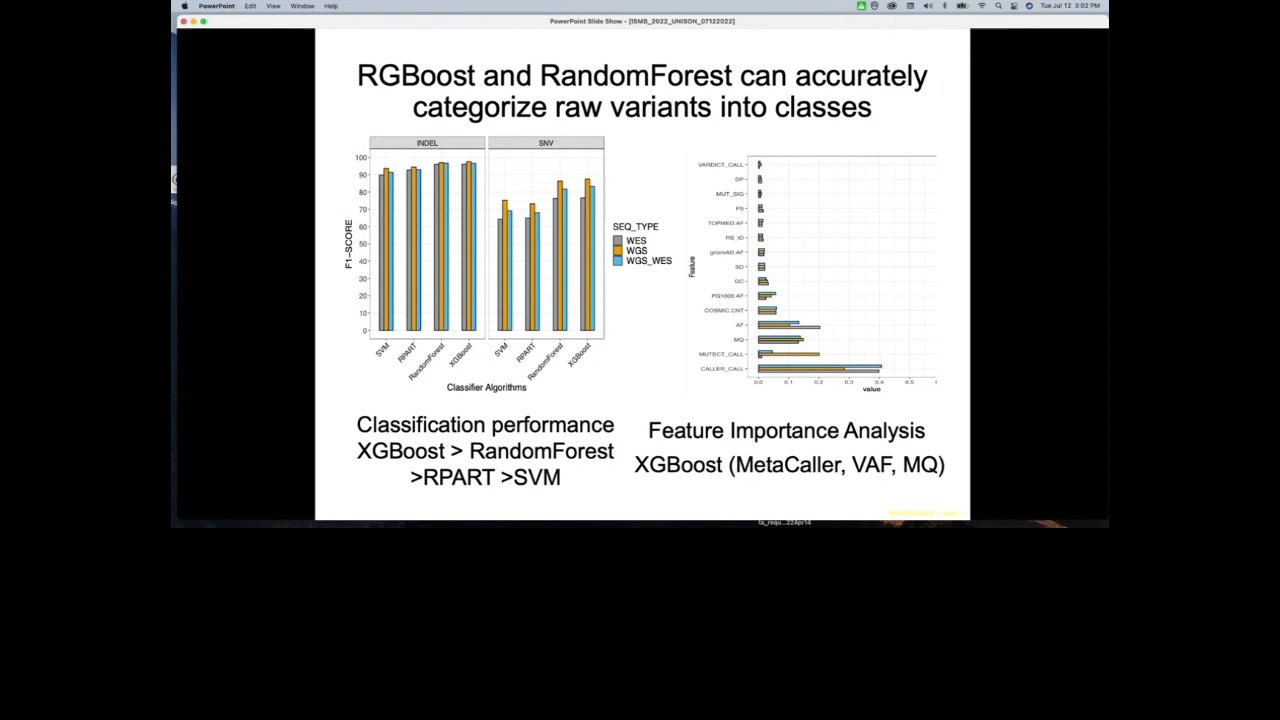 PowerPoint Edit View Window Help
Tue Jul 12 3:02 PM
PowerPoint Slide Show - [ISMB_2022_UNISON_07122022]
RGBoost and RandomForest can accurately
categorize raw variants into classes
INDEL
SNV
F1-SCORE
100
90
80
70
60
50
40
30
20
10
0
SVM
RPART
RandomForest
XGBoost
SVM
RPART
RandomForest
XGBoost
Classifier Algorithms
SEQ_TYPE
WES
WGS
WGS_WES
Feature
VARDICT_CALL
DP
MUT_SIG
FS
TOPMED.AF
RS_ID
gnomAD.AF
SD
GC
PG1000.AF
COSMIC.CNT
AF
MQ
MUTECT_CALL
CALLER_CALL
0.0 0.1 0.2 0.3 0.4 0.5
value
Classification performance
XGBoost > RandomForest
>RPART >SVM
Feature Importance Analysis
XGBoost (MetaCaller, VAF, MQ)
ta_requ...22Apr14